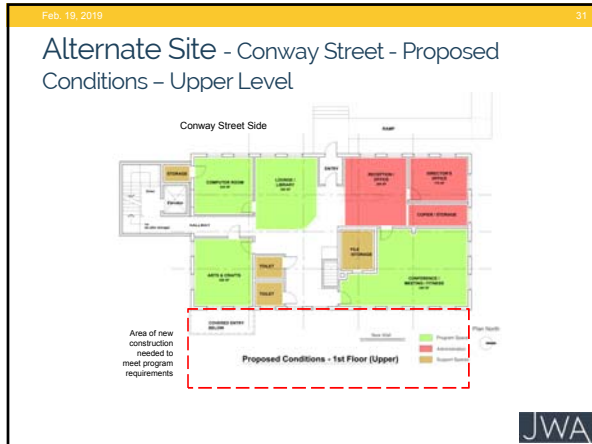 Feb. 19, 2019
31
Alternate Site - Conway Street - Proposed
Conditions – Upper Level
Conway Street Side
RAMP
STORAGE
COMPUTER ROOM
LOUNGE /
LIBRARY
ENTRY
RECEPTION /
OFFICE
DIRECTOR'S
OFFICE
Elevator
COPIER / STORAGE
HALLWAY
FILE
STORAGE
ARTS & CRAFTS
TOILET
TOILET
CONFERENCE /
MEETING / FITNESS
COVERED ENTRY
BELOW
Area of new
construction
needed to
meet program
requirements
Program Space
Administration
Support Spaces
Plan North
Proposed Conditions - 1st Floor (Upper)
JWA